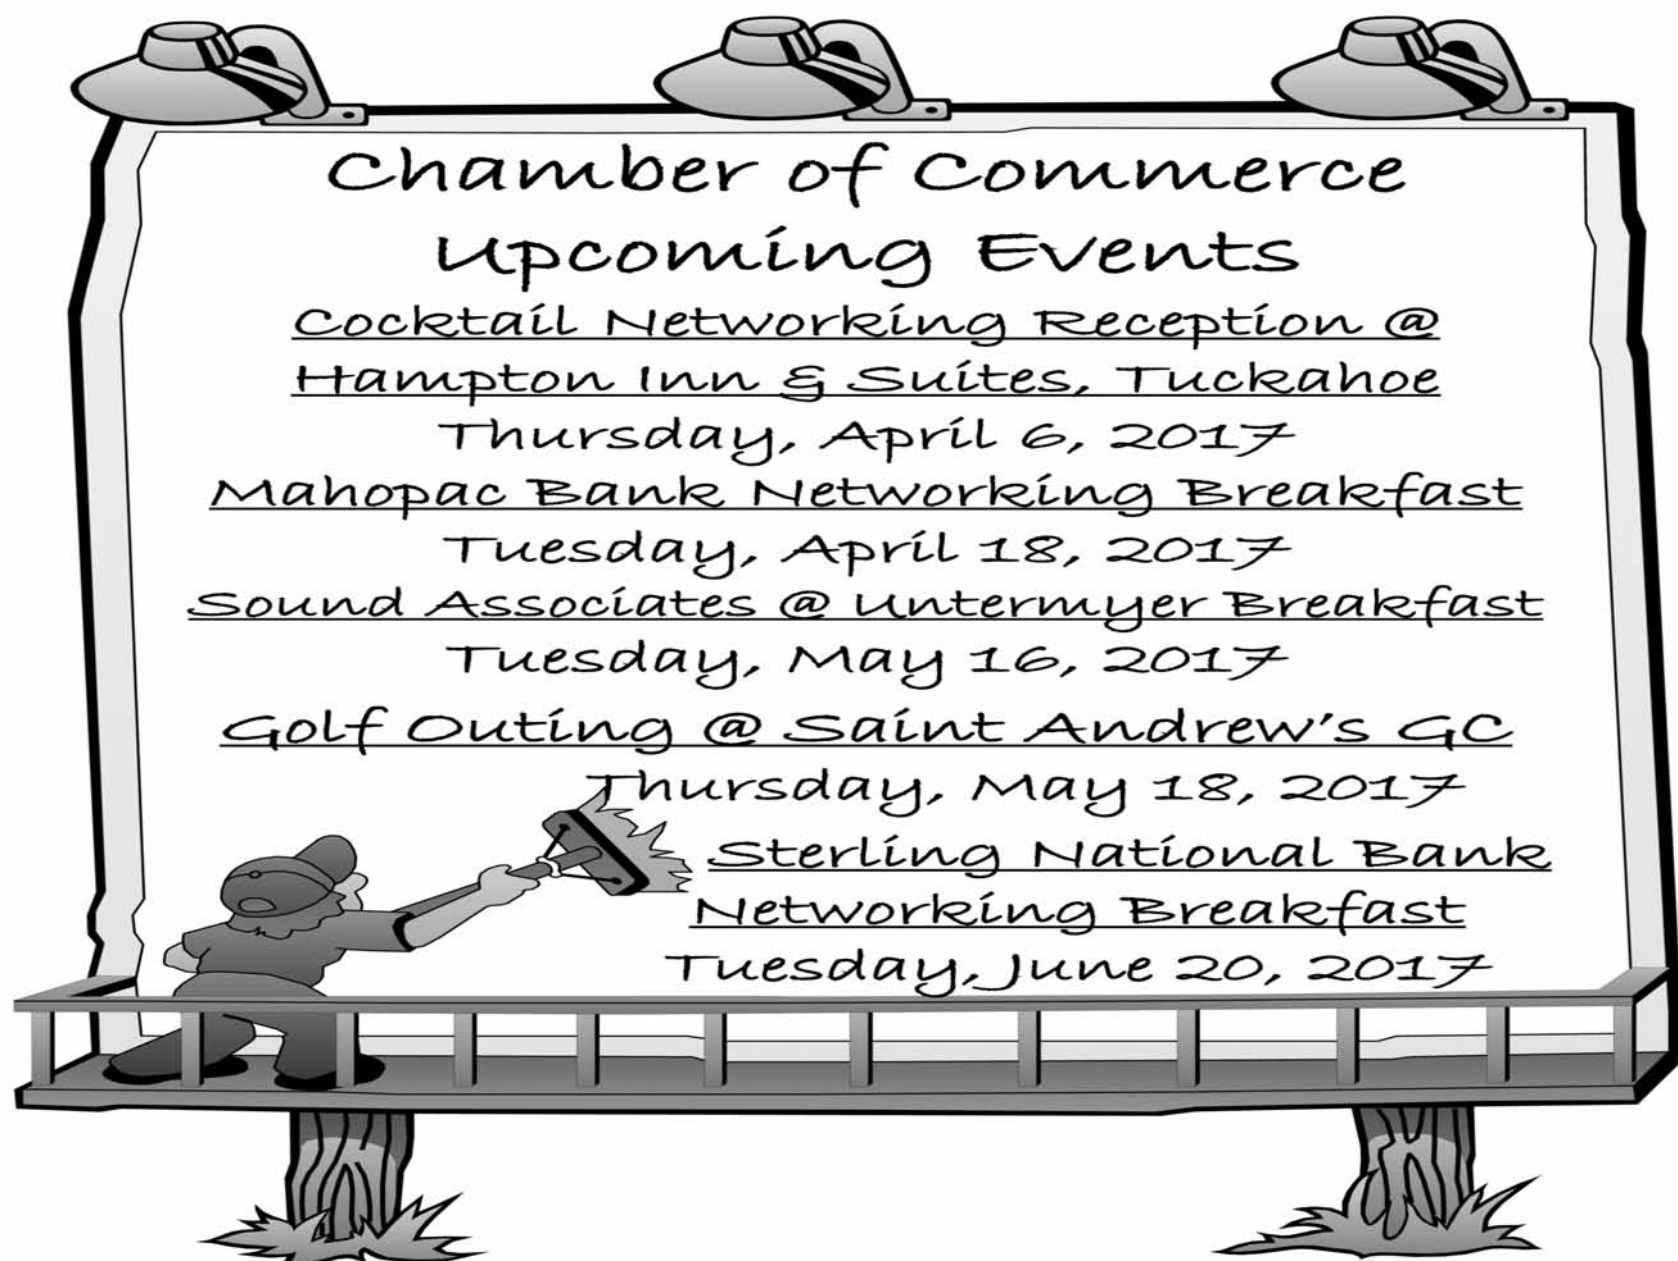 Chamber of Commerce
Upcoming Events
Cocktail Networking Reception @
Hampton Inn & Suites, Tuckahoe
Thursday, April 6, 2017
Mahopac Bank Networking Breakfast
Tuesday, April 18, 2017
Sound Associates @ Untermyer Breakfast
Tuesday, May 16, 2017
Golf Outing @ Saint Andrew's GC
Thursday, May 18, 2017
Sterling National Bank
Networking Breakfast
Tuesday, June 20, 2017